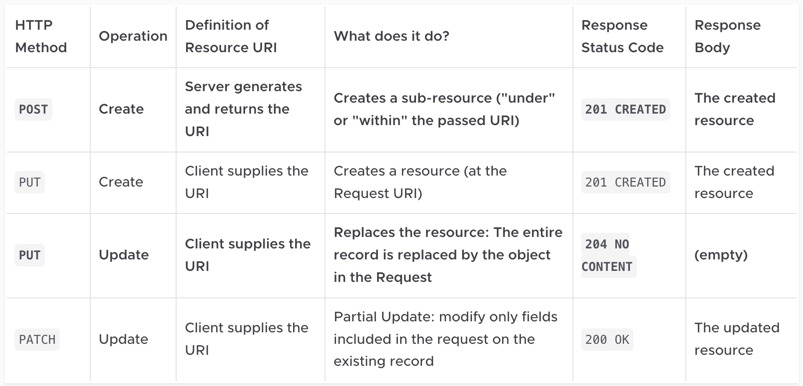 HTTP Method
Operation
Definition of Resource URI
What does it do?
Response Status Code
Response Body
POST
Create
Server generates and returns the URI
Creates a sub-resource ("under" or "within" the passed URI)
201 CREATED
The created resource
PUT
Create
Client supplies the URI
Creates a resource (at the Request URI)
201 CREATED
The created resource
PUT
Update
Client supplies the URI
Replaces the resource: The entire record is replaced by the object in the Request
204 NO CONTENT
(empty)
PATCH
Update
Client supplies the URI
Partial Update: modify only fields included in the request on the existing record
200 OK
The updated resource